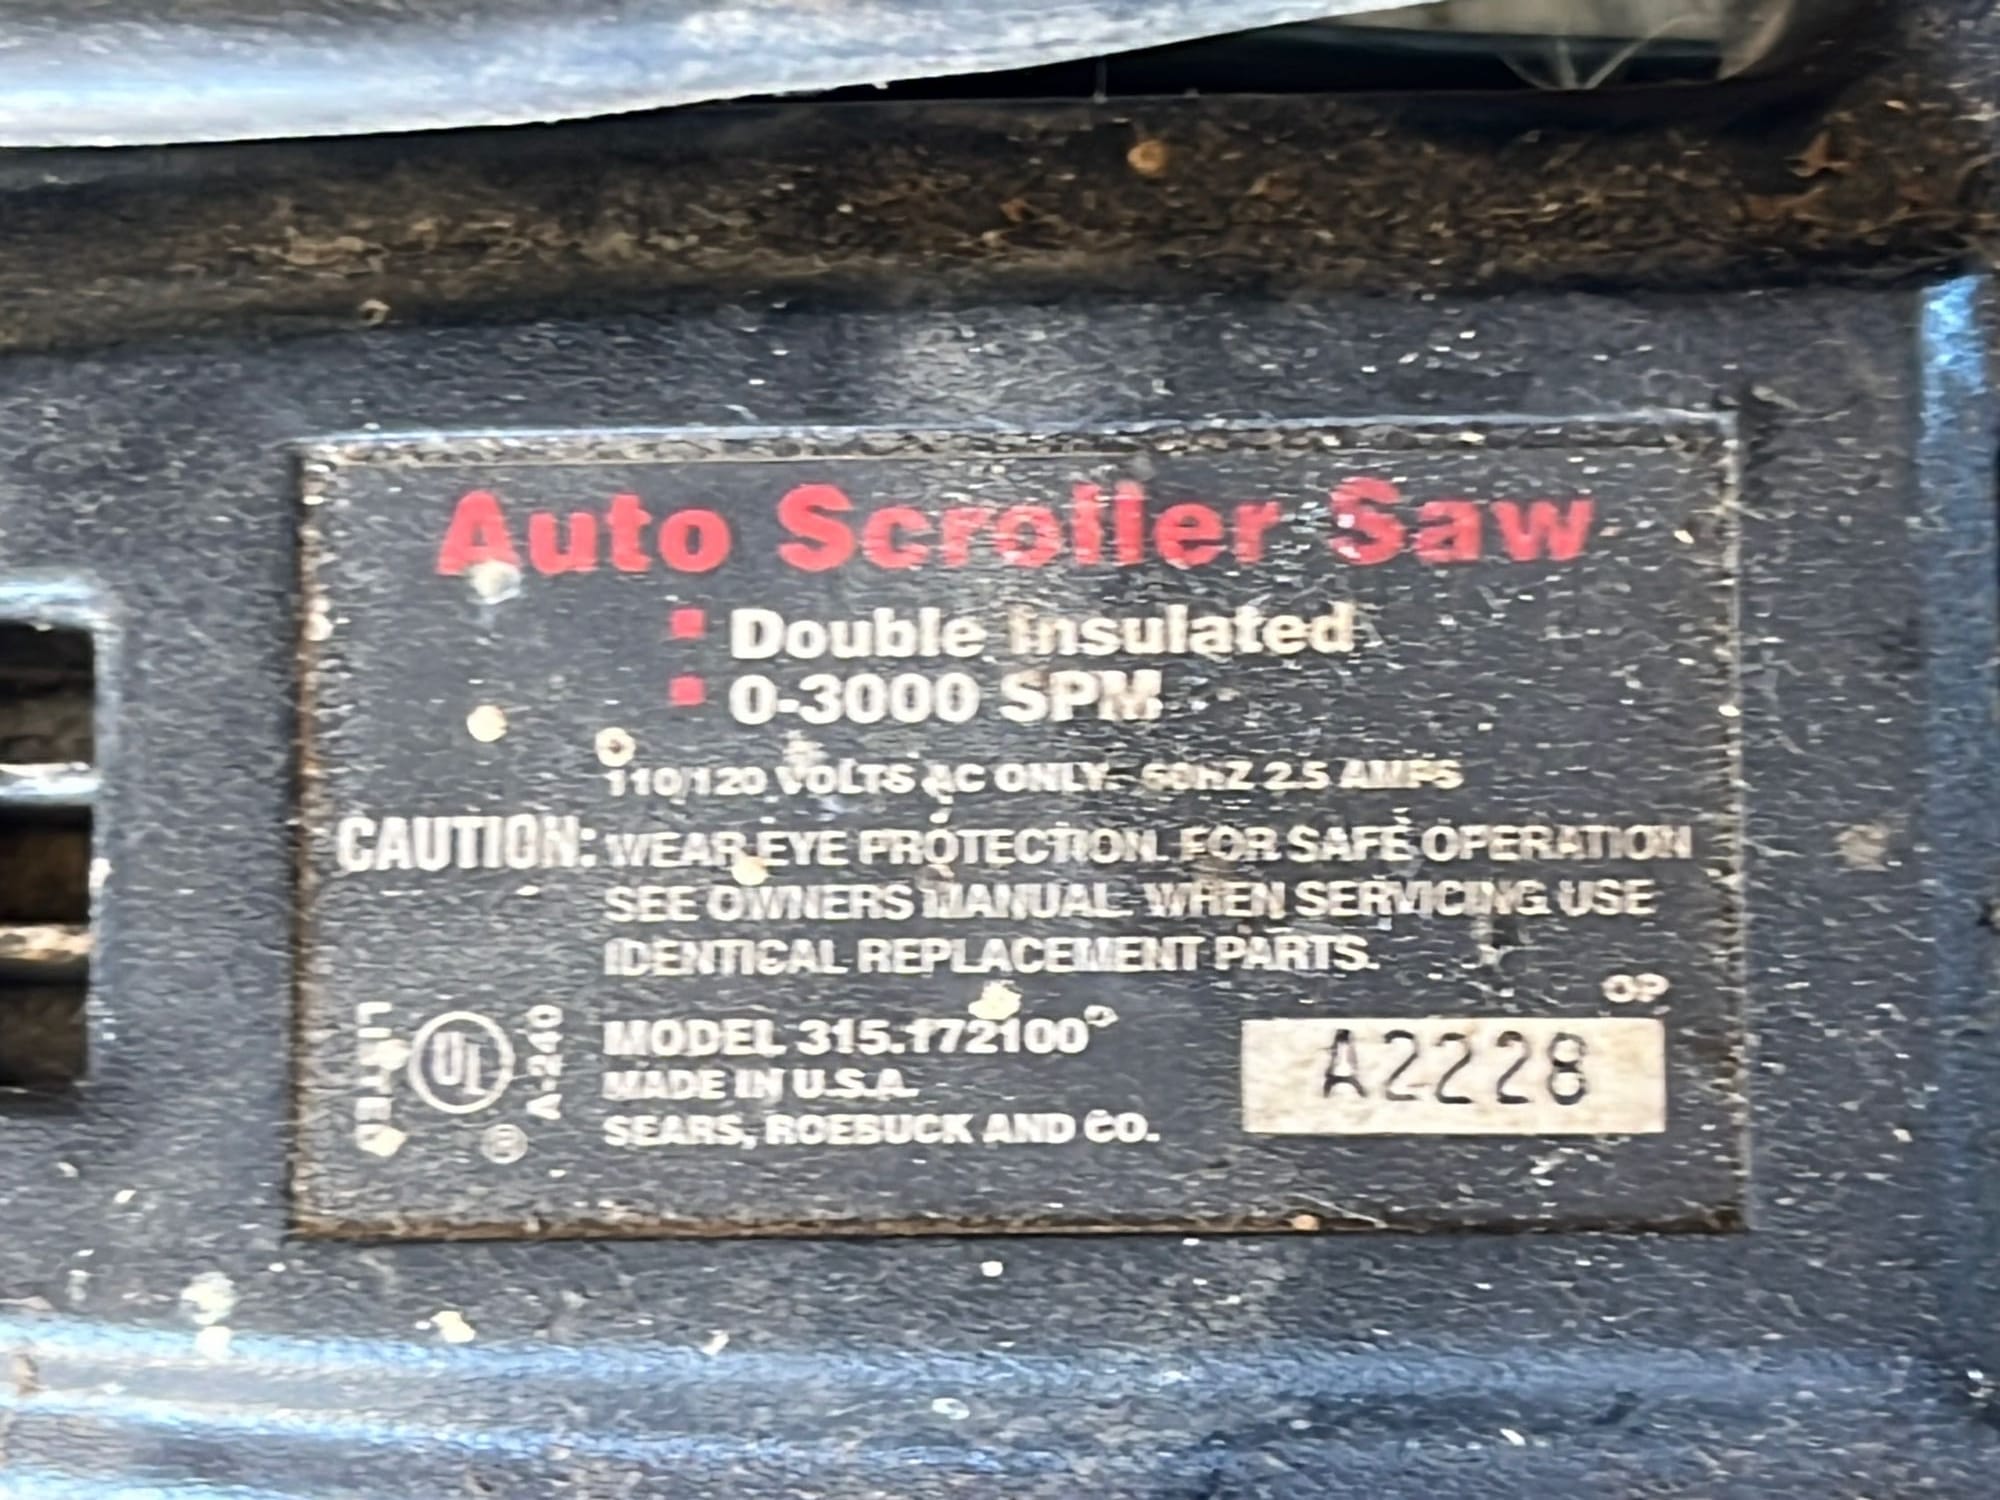 Auto Scroller Saw
Double insulated
0-3000 SPM
110/120 VOLTS AC ONLY. 60hZ 2.5 AMPS
CAUTION: WEAR EYE PROTECTION. FOR SAFE OPERATION
SEE OWNERS MANUAL. WHEN SERVICING USE
IDENTICAL REPLACEMENT PARTS.
LISTED
UL
®
A-240
MODEL 315.172100
MADE IN U.S.A.
SEARS, ROEBUCK AND CO.
OP
A2228